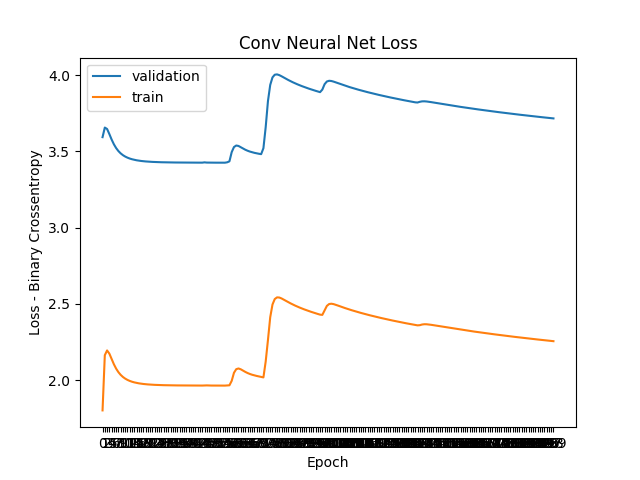 Conv Neural Net Loss
validation
train
4.0
3.5
3.0
2.5
2.0
Loss - Binary Crossentropy
Epoch